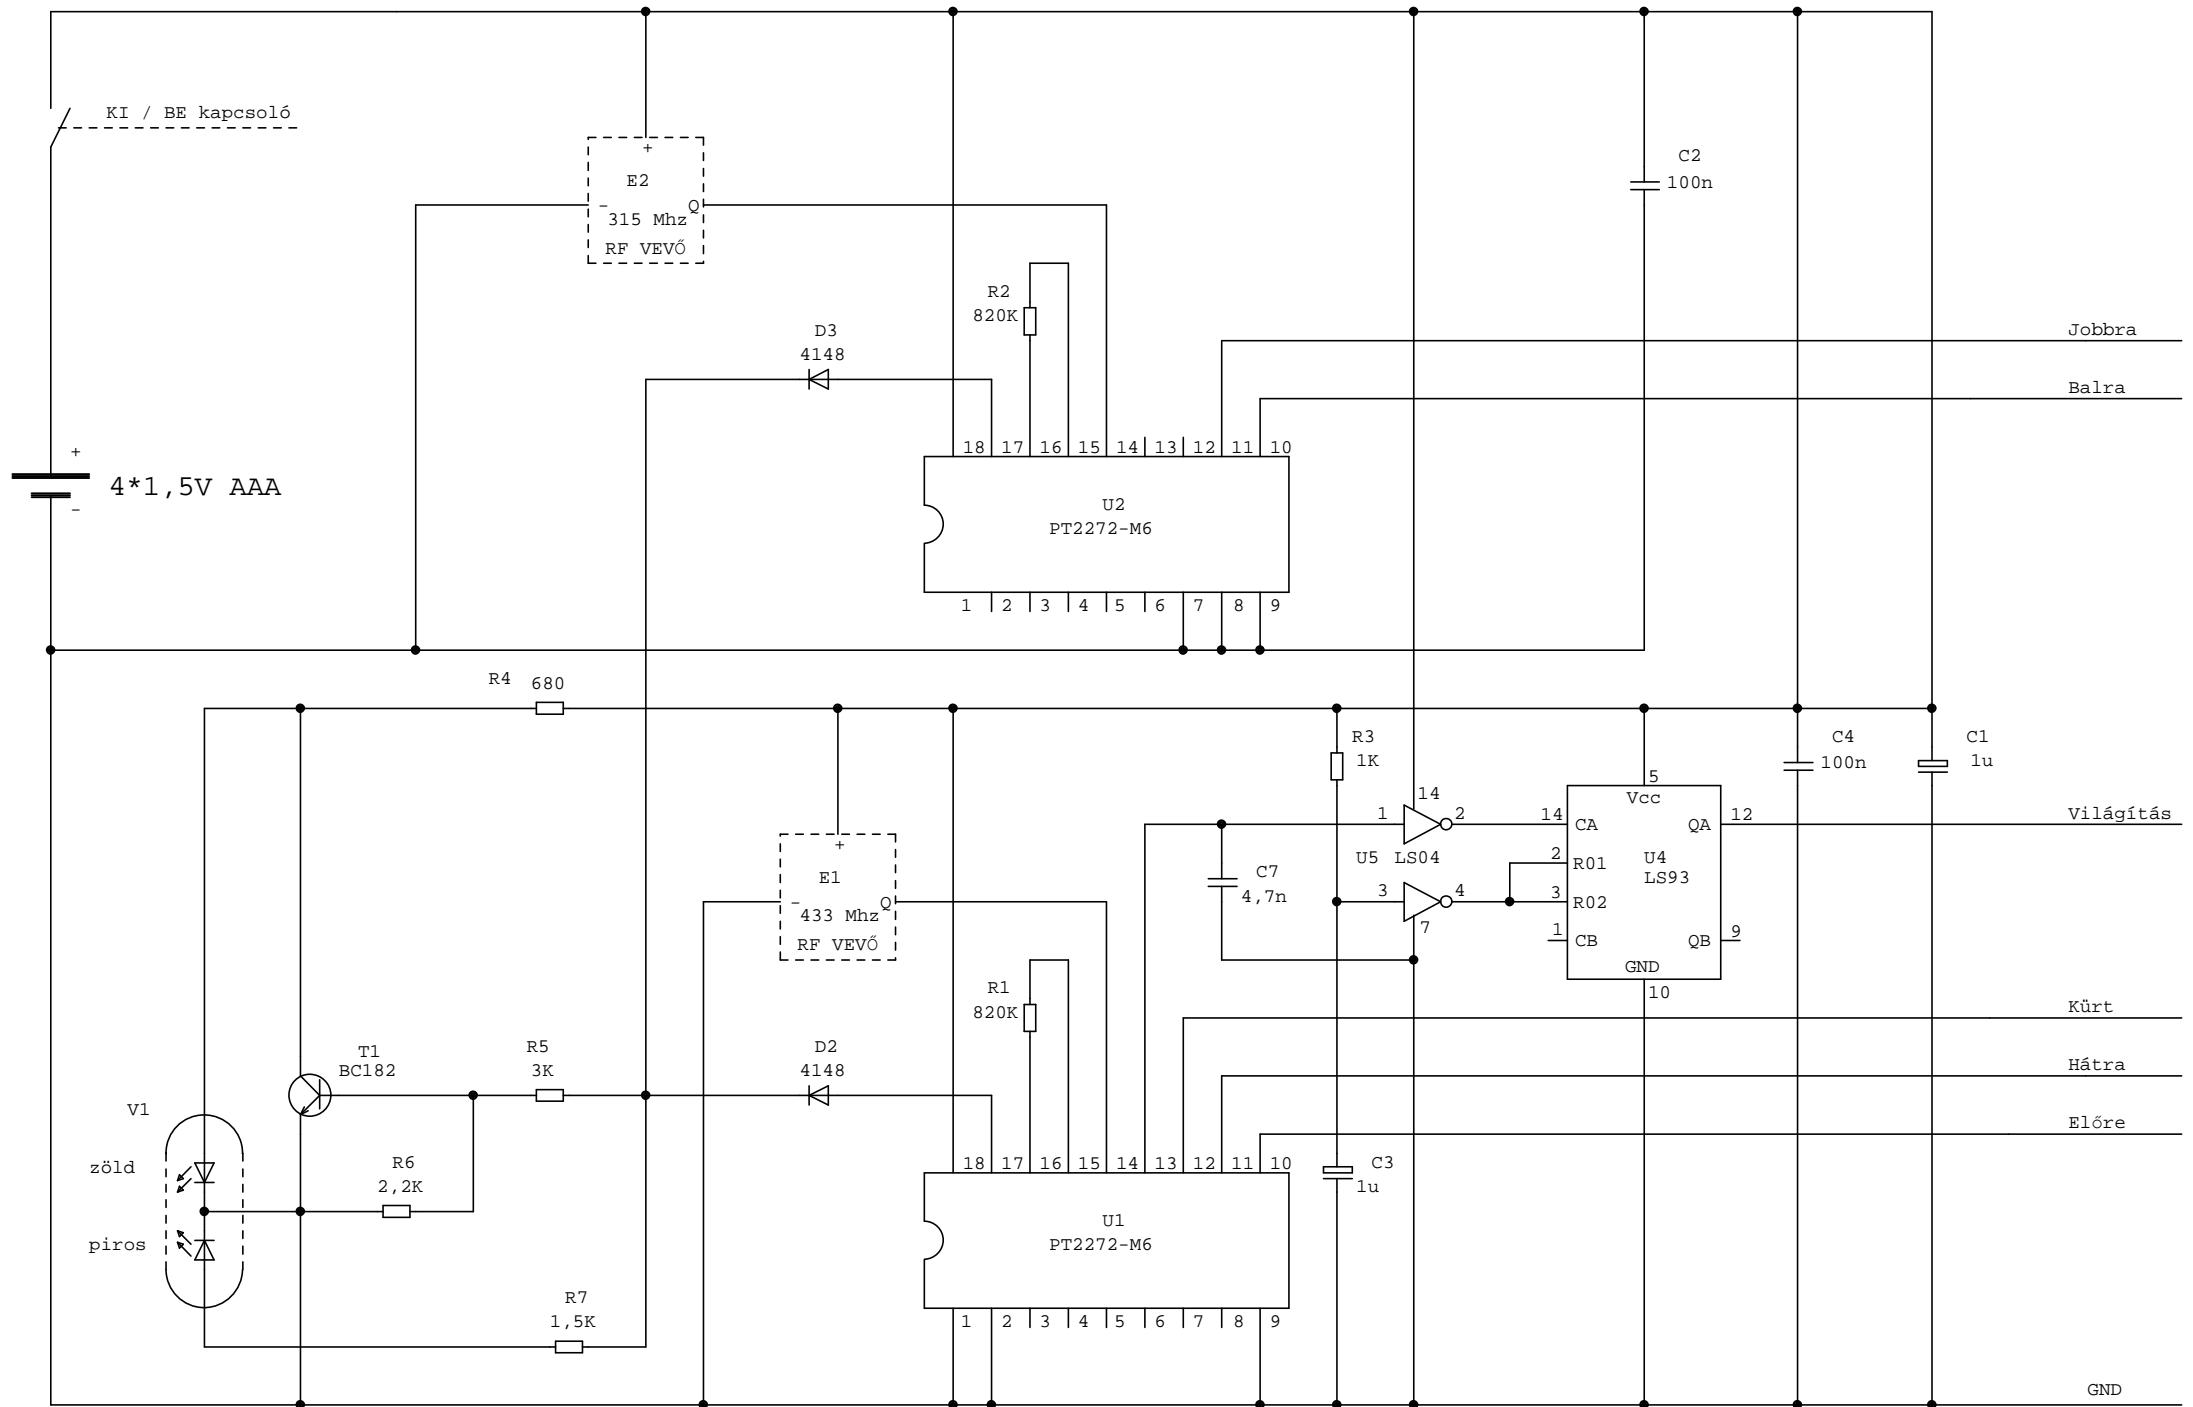 KI / BE kapcsoló
+
E2
C2
100n
- Q
315 Mhz
RF VEVŐ
R2
820K
D3
4148
Jobbra
Balra
+
4*1,5V AAA
-
18 17 16 15 14 13 12 11 10
U2
PT2272-M6
1 2 3 4 5 6 7 8 9
R4 680
R3
1K
C4
100n
C1
1u
5
Vcc
14
1 2
14 CA QA 12
Világítás
+
E1
- Q
433 Mhz
RF VEVŐ
C7
4,7n
U5 LS04
2 R01
U4
LS93
3 4
3 R02
7
1 CB QB 9
GND
10
R1
820K
Kürt
T1
BC182
R5
3K
D2
4148
Hátra
V1
Előre
zöld
R6
2,2K
18 17 16 15 14 13 12 11 10
C3
1u
piros
U1
PT2272-M6
R7
1,5K
1 2 3 4 5 6 7 8 9
GND